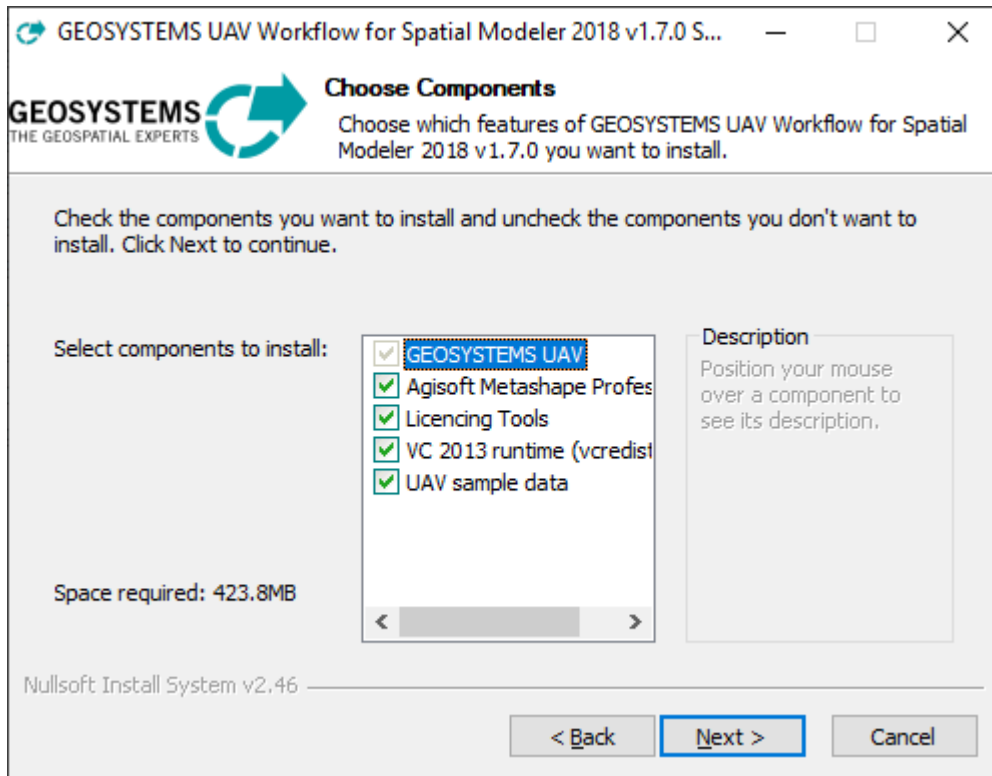 GEOSYSTEMS UAV Workflow for Spatial Modeler 2018 v1.7.0 S...
GEOSYSTEMS
THE GEOSPATIAL EXPERTS
Choose Components
Choose which features of GEOSYSTEMS UAV Workflow for Spatial
Modeler 2018 v1.7.0 you want to install.
Check the components you want to install and uncheck the components you don't want to
install. Click Next to continue.
Select components to install:
GEOSYSTEMS UAV
Agisoft Metashape Profes
Licencing Tools
VC 2013 runtime (vcredist
UAV sample data
Description
Position your mouse
over a component to
see its description.
Space required: 423.8MB
Nullsoft Install System v2.46
< Back
Next >
Cancel